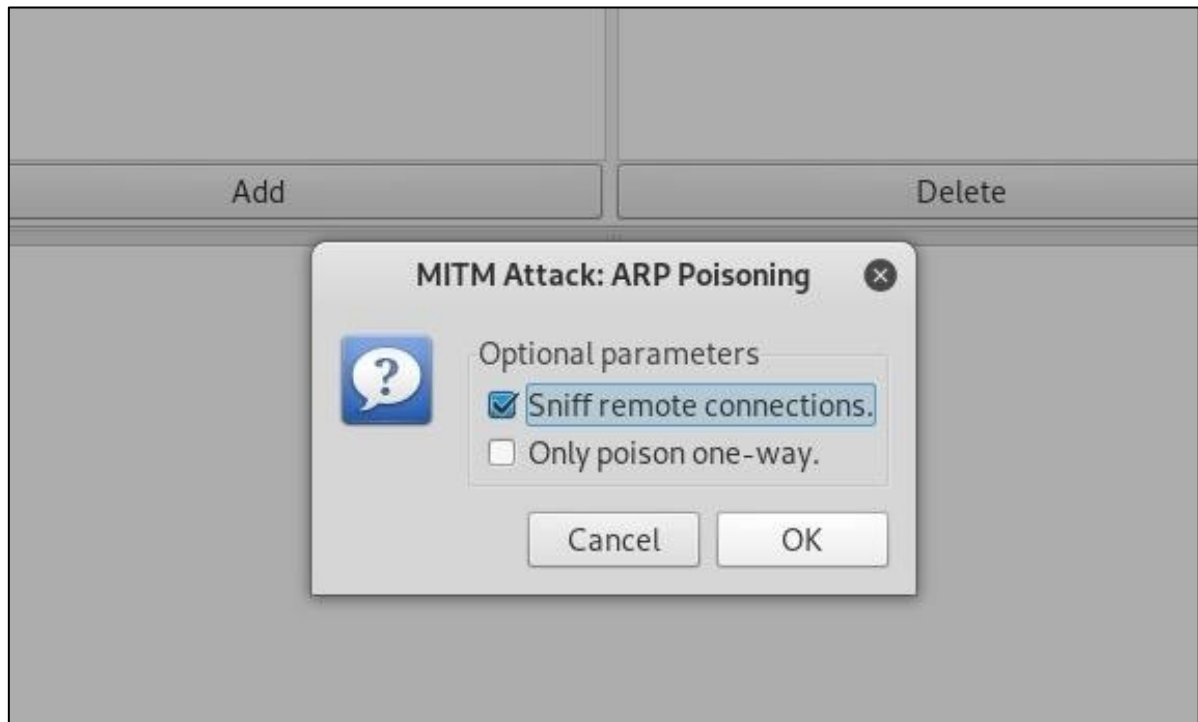 Add
Delete
MITM Attack: ARP Poisoning
Optional parameters
Sniff remote connections.
Only poison one-way.
Cancel
OK